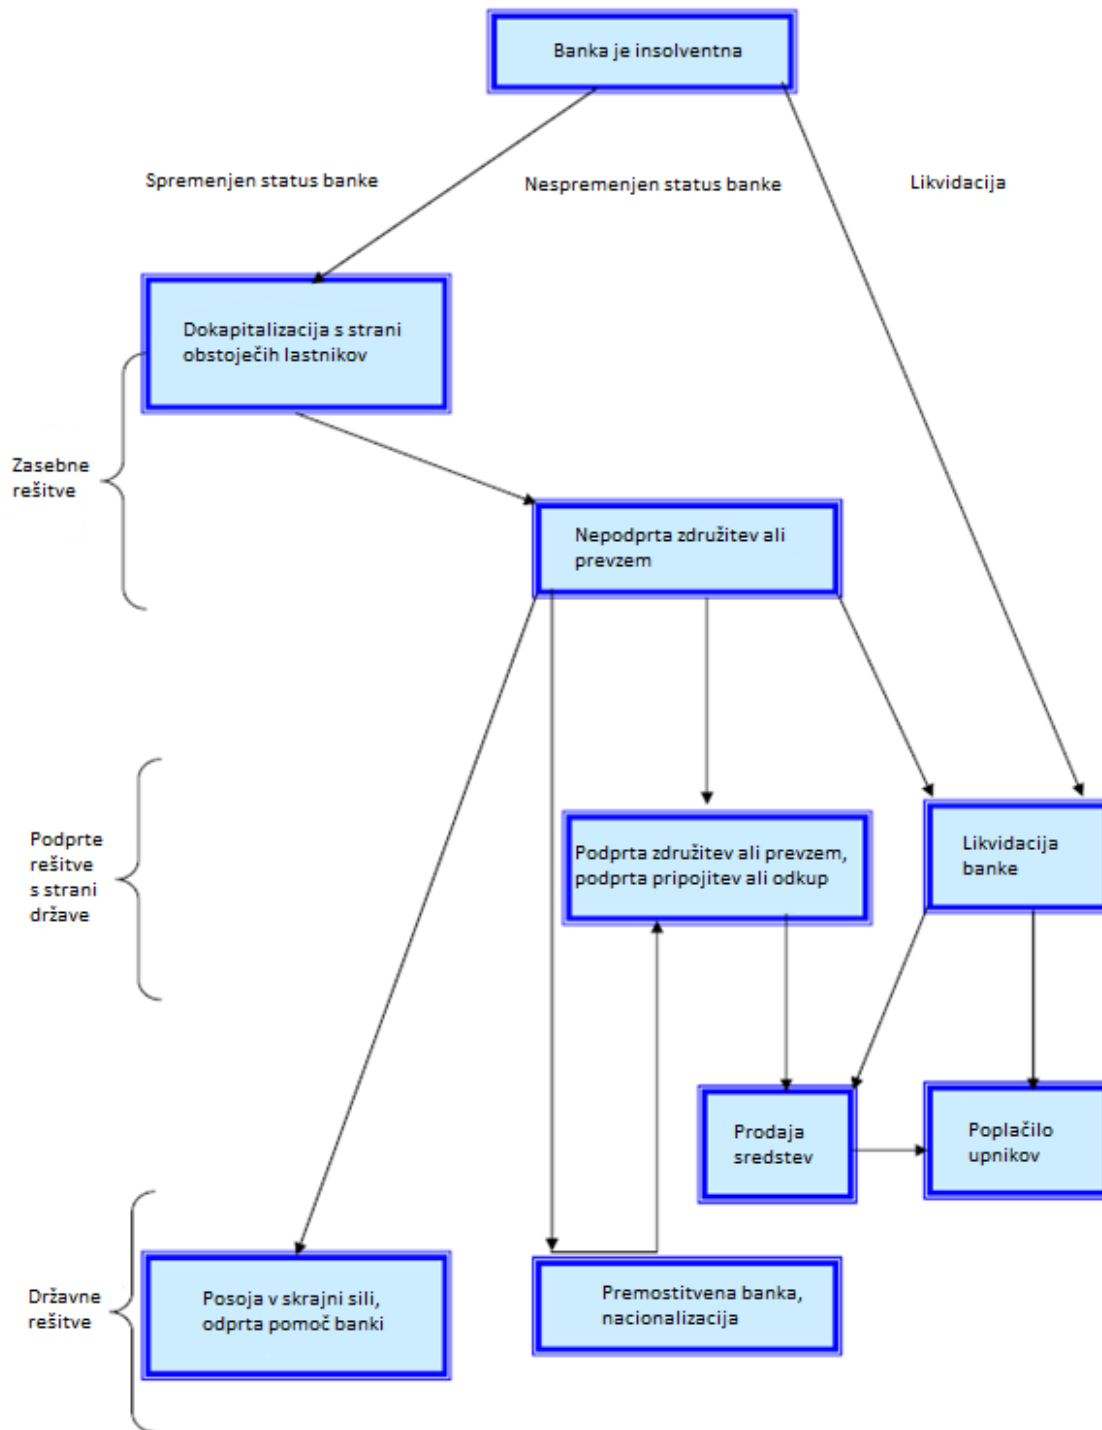 Banka je insolventna
Spremenjen status banke
Nespremenjen status banke
Likvidacija
Dokapitalizacija s strani
obstoječih lastnikov
Zasebne
rešitve
Nepodprta združitev ali
prevzem
Podprte
rešitve
s strani
države
Podprta združitev ali prevzem,
podprta pripojitev ali odkup
Likvidacija
banke
Prodaja
sredstev
Poplačilo
upnikov
Državne
rešitve
Posoja v skrajni sili,
odprta pomoč banki
Premostitvena banka,
nacionalizacija